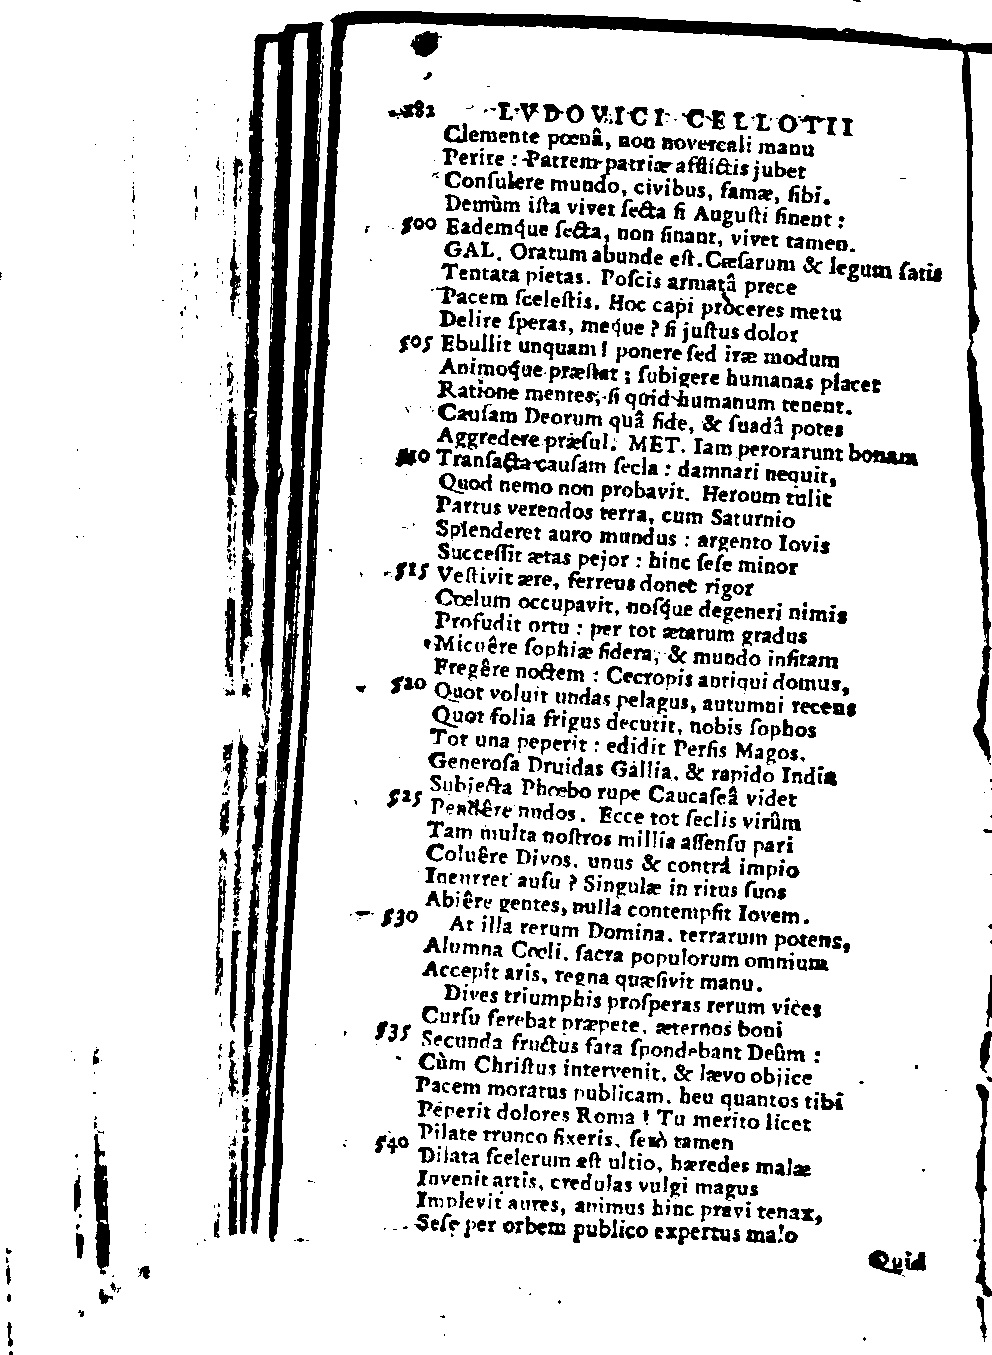 282 LVDOVICI CELLOTII
Clemente pœnâ, non novercali manu
Perire : Patrem patriæ afflictis jubet
Conſulere mundo, civibus, famæ, ſibi.
Demùm iſta vivet ſecta ſi Auguſti ſinent :
500 Eademque ſecta, non ſinant, vivet tamen.
GAL. Oratum abunde eſt. Cæſarum & legum ſatis
Tentata pietas. Poſcis armatâ prece
Pacem ſceleſtis. Hoc capi proceres metu
Delire ſperas, meque ? ſi juſtus dolor
505 Ebullit unquam ! ponere ſed iræ modum
Animoque præſtat ; ſubigere humanas placet
Ratione mentes, ſi quid humanum tenent.
Cauſam Deorum quâ fide, & ſuadâ potes
Aggredere præſul. MET. Iam perorarunt bonam
510 Tranſacta cauſam ſecla : damnari nequit,
Quod nemo non probavit. Heroum tulit
Partus verendos terra, cum Saturnio
Splenderet auro mundus : argento Iovis
Succeſſit ætas pejor : hinc ſeſe minor
515 Veſtivit ære, ferreus donec rigor
Cœlum occupavit, noſque degeneri nimis
Profudit ortu : per tot ætatum gradus
Micuêre ſophiæ ſidera, & mundo inſitam
Fregêre noctem : Cecropis antiqui domus,
520 Quot voluit undas pelagus, autumni recens
Quot folia frigus decutit, nobis ſophos
Tot una peperit : edidit Perſis Magos.
Generoſa Druidas Gallia, & rapido India
Subjecta Phœbo rupe Caucaſeâ videt
525 Pendêre nudos. Ecce tot ſeclis virûm
Tam multa noſtros millia aſſenſu pari
Coluêre Divos, unus & contrà impio
Incurret auſu ? Singulæ in ritus ſuos
Abiêre gentes, nulla contempſit Iovem.
530 At illa rerum Domina, terrarum potens,
Alumna Cœli, ſacra populorum omnium
Accepit aris, regna quæſivit manu.
Dives triumphis proſperas rerum vices
Curſu ferebat præpete, æternos boni
535 Secunda fructus fata ſpondebant Deûm :
Cùm Chriſtus intervenit, & lævo objice
Pacem moratus publicam, heu quantos tibi
Peperit dolores Roma ! Tu merito licet
Pilate trunco fixeris, ſerò tamen
540 Dilata ſcelerum eſt ultio, hæredes malæ
Invenit artis, credulas vulgi magus
Implevit aures, animus hinc pravi tenax,
Seſe per orbem publico expertus malo
Quid